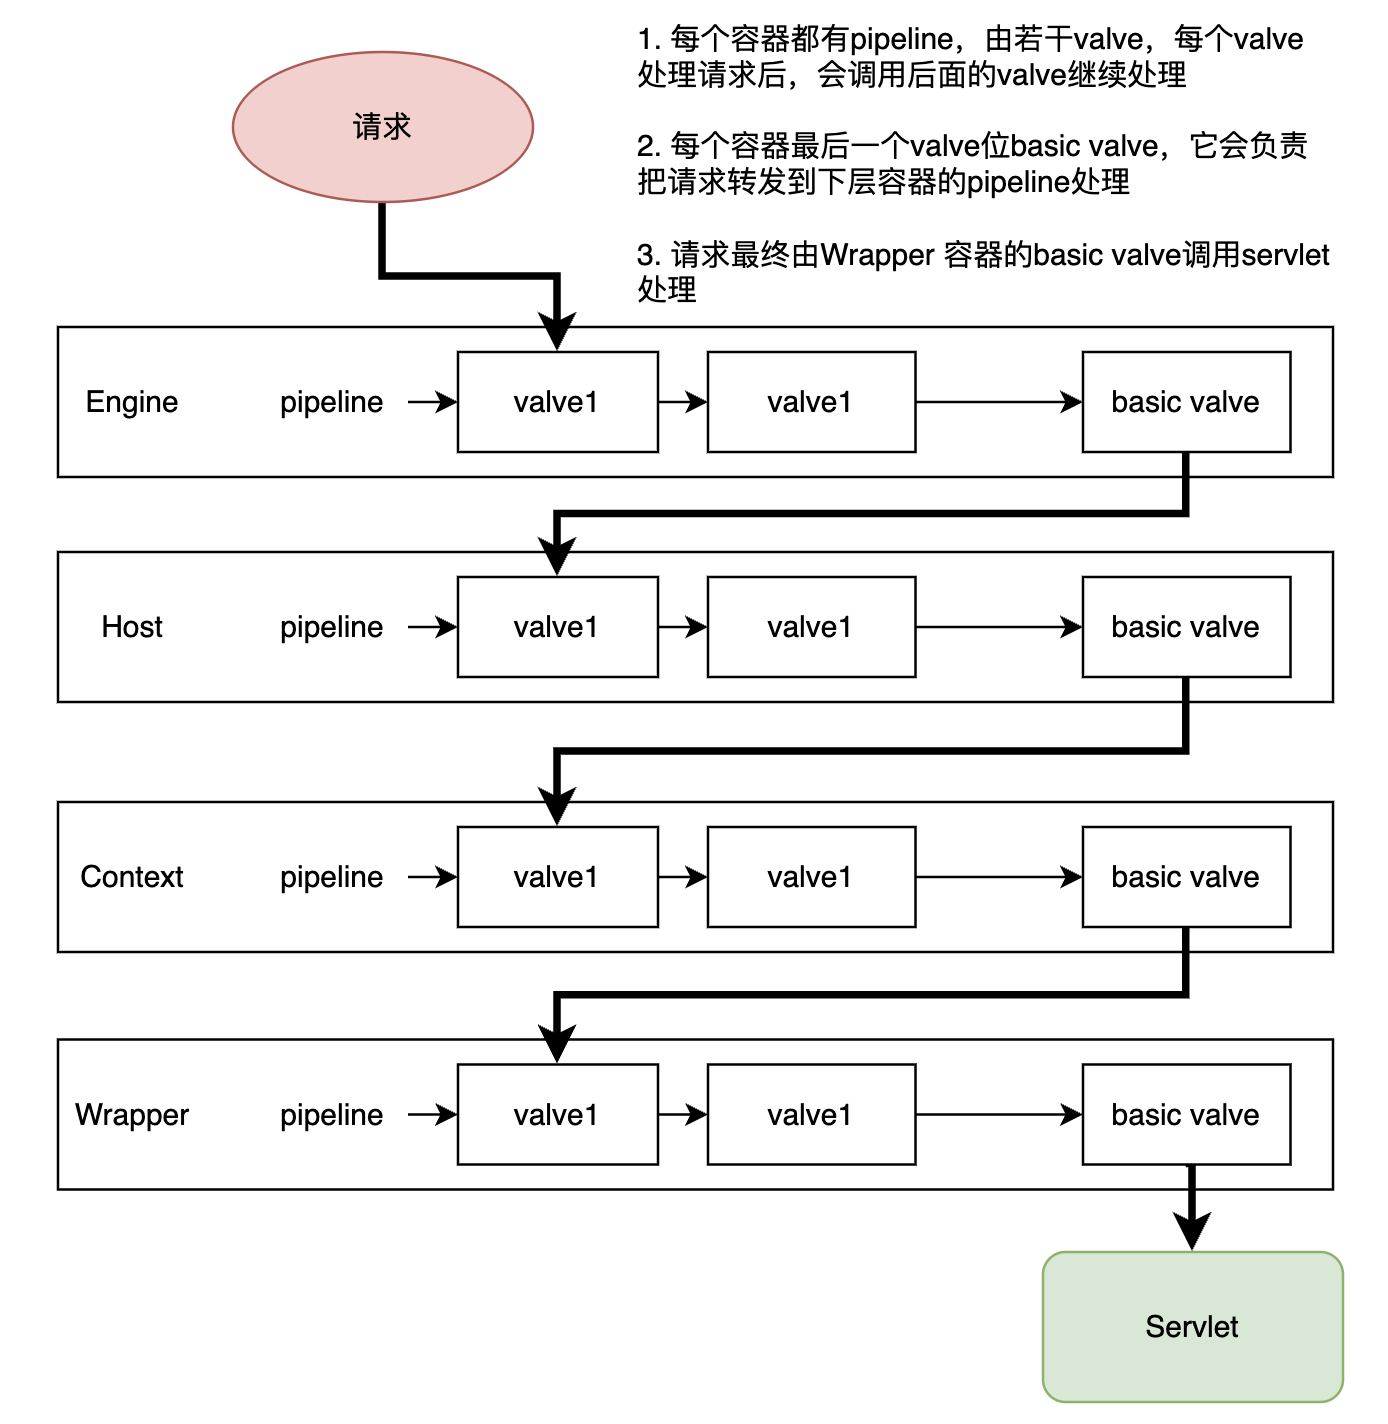 1. 每个容器都有pipeline，由若干valve，每个valve
处理请求后，会调用后面的valve继续处理
请求
2. 每个容器最后一个valve位basic valve，它会负责
把请求转发到下层容器的pipeline处理
3. 请求最终由Wrapper 容器的basic valve调用servlet
处理
Engine pipeline valve1 valve1 basic valve
Host pipeline valve1 valve1 basic valve
Context pipeline valve1 valve1 basic valve
Wrapper pipeline valve1 valve1 basic valve
Servlet